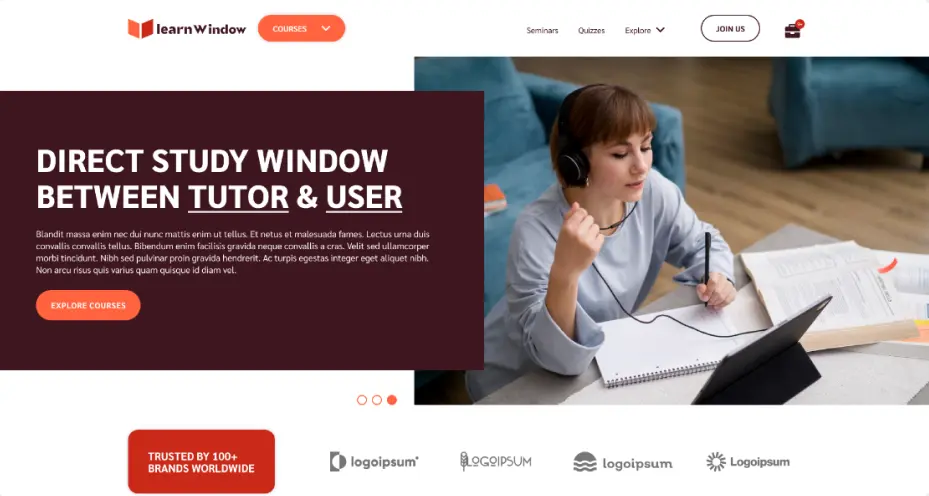 learnWindow
COURSES
Seminars
Quizzes
Explore
JOIN US
DIRECT STUDY WINDOW
BETWEEN TUTOR & USER
Blandit massa enim nec dui nunc mattis enim ut tellus. Et netus et malesuada fames. Lectus urna duis
convallis convallis tellus. Bibendum enim facilisis gravida neque convallis a cras. Velit sed ullamcorper
morbi tincidunt. Nibh sed pulvinar proin gravida hendrerit. Ac turpis egestas integer eget aliquet nibh.
Non arcu risus quis varius quam quisque id diam vel.
EXPLORE COURSES
TRUSTED BY 100+
BRANDS WORLDWIDE
logoipsum
LOGOIPSUM
logoipsum
Logoipsum